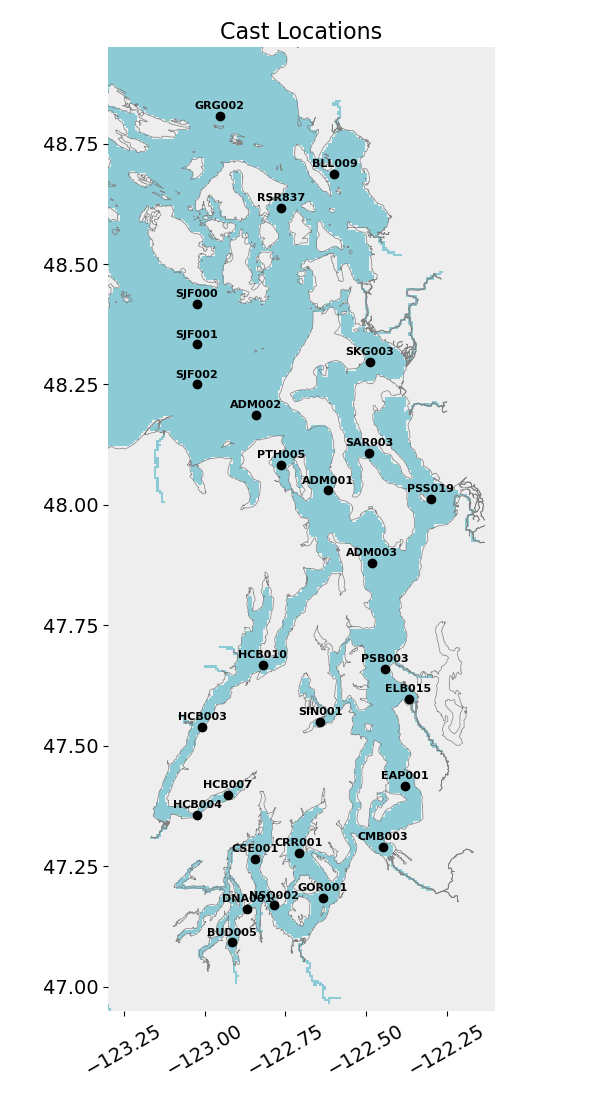 Cast Locations
GRG002
48.75
BLL009
RSR837
48.50
SJF000
SJF001
SKG003
SJF002
48.25
ADM002
SAR003
PTH005
ADM001
PSS019
48.00
ADM003
47.75
HCB010
PSB003
ELB015
SIN001
HCB003
47.50
EAP001
HCB007
HCB004
CMB003
CRR001
CSE001
47.25
GOR001
NSQ002
DNA001
BUD005
47.00
−123.25
−123.00
−122.75
−122.50
−122.25